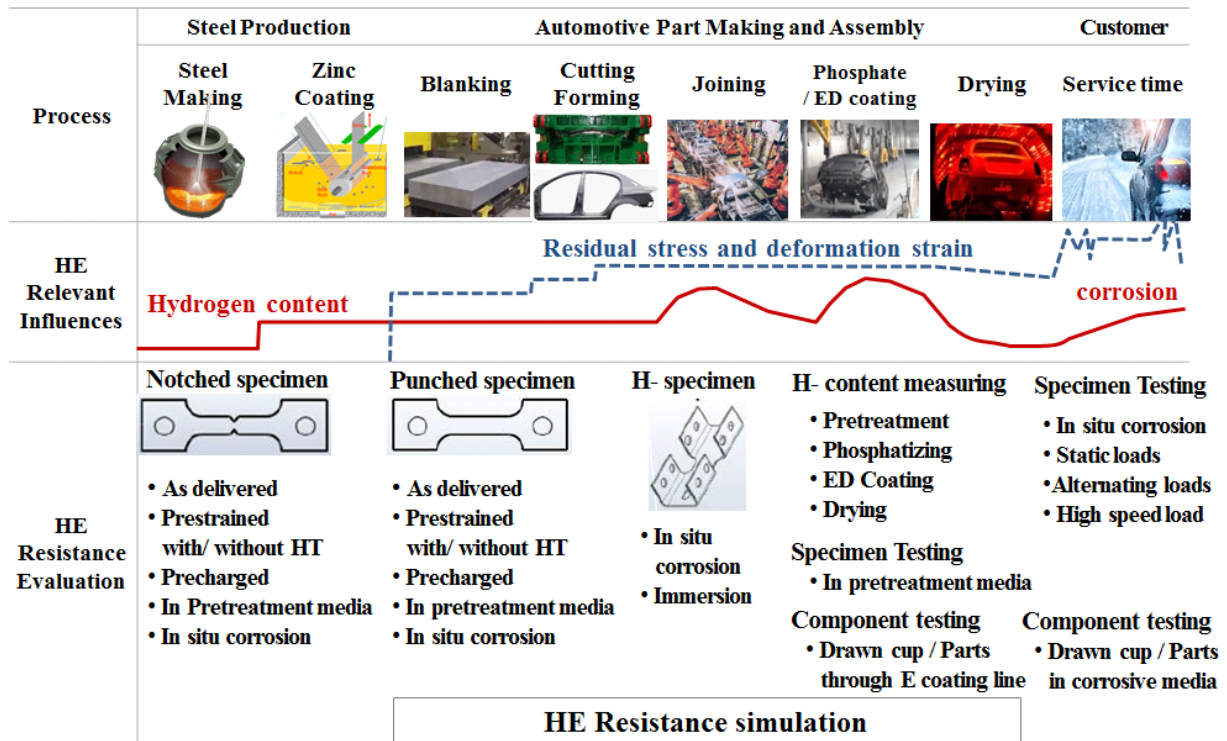 Steel Production
Automotive Part Making and Assembly
Customer
Process
Steel
Making
Zinc
Coating
Blanking
Cutting
Forming
Joining
Phosphate
/ ED coating
Drying
Service time
HE
Relevant
Influences
Hydrogen content
Residual stress and deformation strain
corrosion
HE
Resistance
Evaluation
Notched specimen
• As delivered
• Prestrained
with/ without HT
• Precharged
• In Pretreatment media
• In situ corrosion
Punched specimen
• As delivered
• Prestrained
with/ without HT
• Precharged
• In pretreatment media
• In situ corrosion
H- specimen
• In situ
corrosion
• Immersion
H- content measuring
• Pretreatment
• Phosphatizing
• ED Coating
• Drying
Specimen Testing
• In pretreatment media
Component testing
• Drawn cup / Parts
through E coating line
Specimen Testing
• In situ corrosion
• Static loads
• Alternating loads
• High speed load
Component testing
• Drawn cup / Parts
in corrosive media
HE Resistance simulation